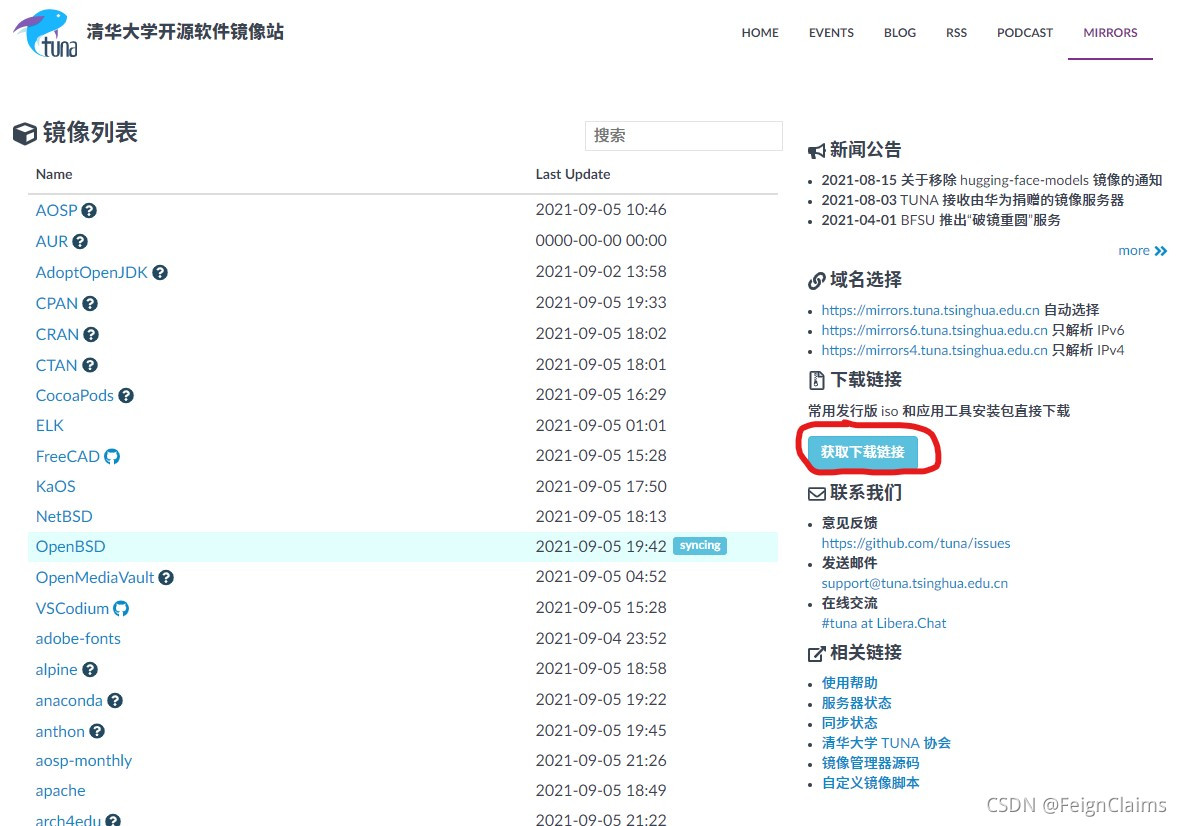 tuna
清华大学开源软件镜像站
HOME EVENTS BLOG RSS PODCAST MIRRORS
镜像列表
搜索
Name Last Update
AOSP 2021-09-05 10:46
AUR 0000-00-00 00:00
AdoptOpenJDK 2021-09-02 13:58
CPAN 2021-09-05 19:33
CRAN 2021-09-05 18:02
CTAN 2021-09-05 18:01
CocoaPods 2021-09-05 16:29
ELK 2021-09-05 01:01
FreeCAD 2021-09-05 15:28
KaOS 2021-09-05 17:50
NetBSD 2021-09-05 18:13
OpenBSD 2021-09-05 19:42 syncing
OpenMediaVault 2021-09-05 04:52
VSCodium 2021-09-05 15:28
adobe-fonts 2021-09-04 23:52
alpine 2021-09-05 18:58
anaconda 2021-09-05 19:22
anthon 2021-09-05 19:45
aosp-monthly 2021-09-05 21:26
apache 2021-09-05 18:49
arch4edu 2021-09-05 21:22
新闻公告
2021-08-15 关于移除 hugging-face-models 镜像的通知
2021-08-03 TUNA 接收由华为捐赠的镜像服务器
2021-04-01 BFSU 推出“破镜重圆”服务
more
域名选择
https://mirrors.tuna.tsinghua.edu.cn 自动选择
https://mirrors6.tuna.tsinghua.edu.cn 只解析 IPv6
https://mirrors4.tuna.tsinghua.edu.cn 只解析 IPv4
下载链接
常用发行版 iso 和应用工具安装包直接下载
获取下载链接
联系我们
意见反馈
https://github.com/tuna/issues
发送邮件
support@tuna.tsinghua.edu.cn
在线交流
#tuna at Libera.Chat
相关链接
使用帮助
服务器状态
同步状态
清华大学 TUNA 协会
镜像管理器源码
自定义镜像脚本
CSDN @FeignClaims